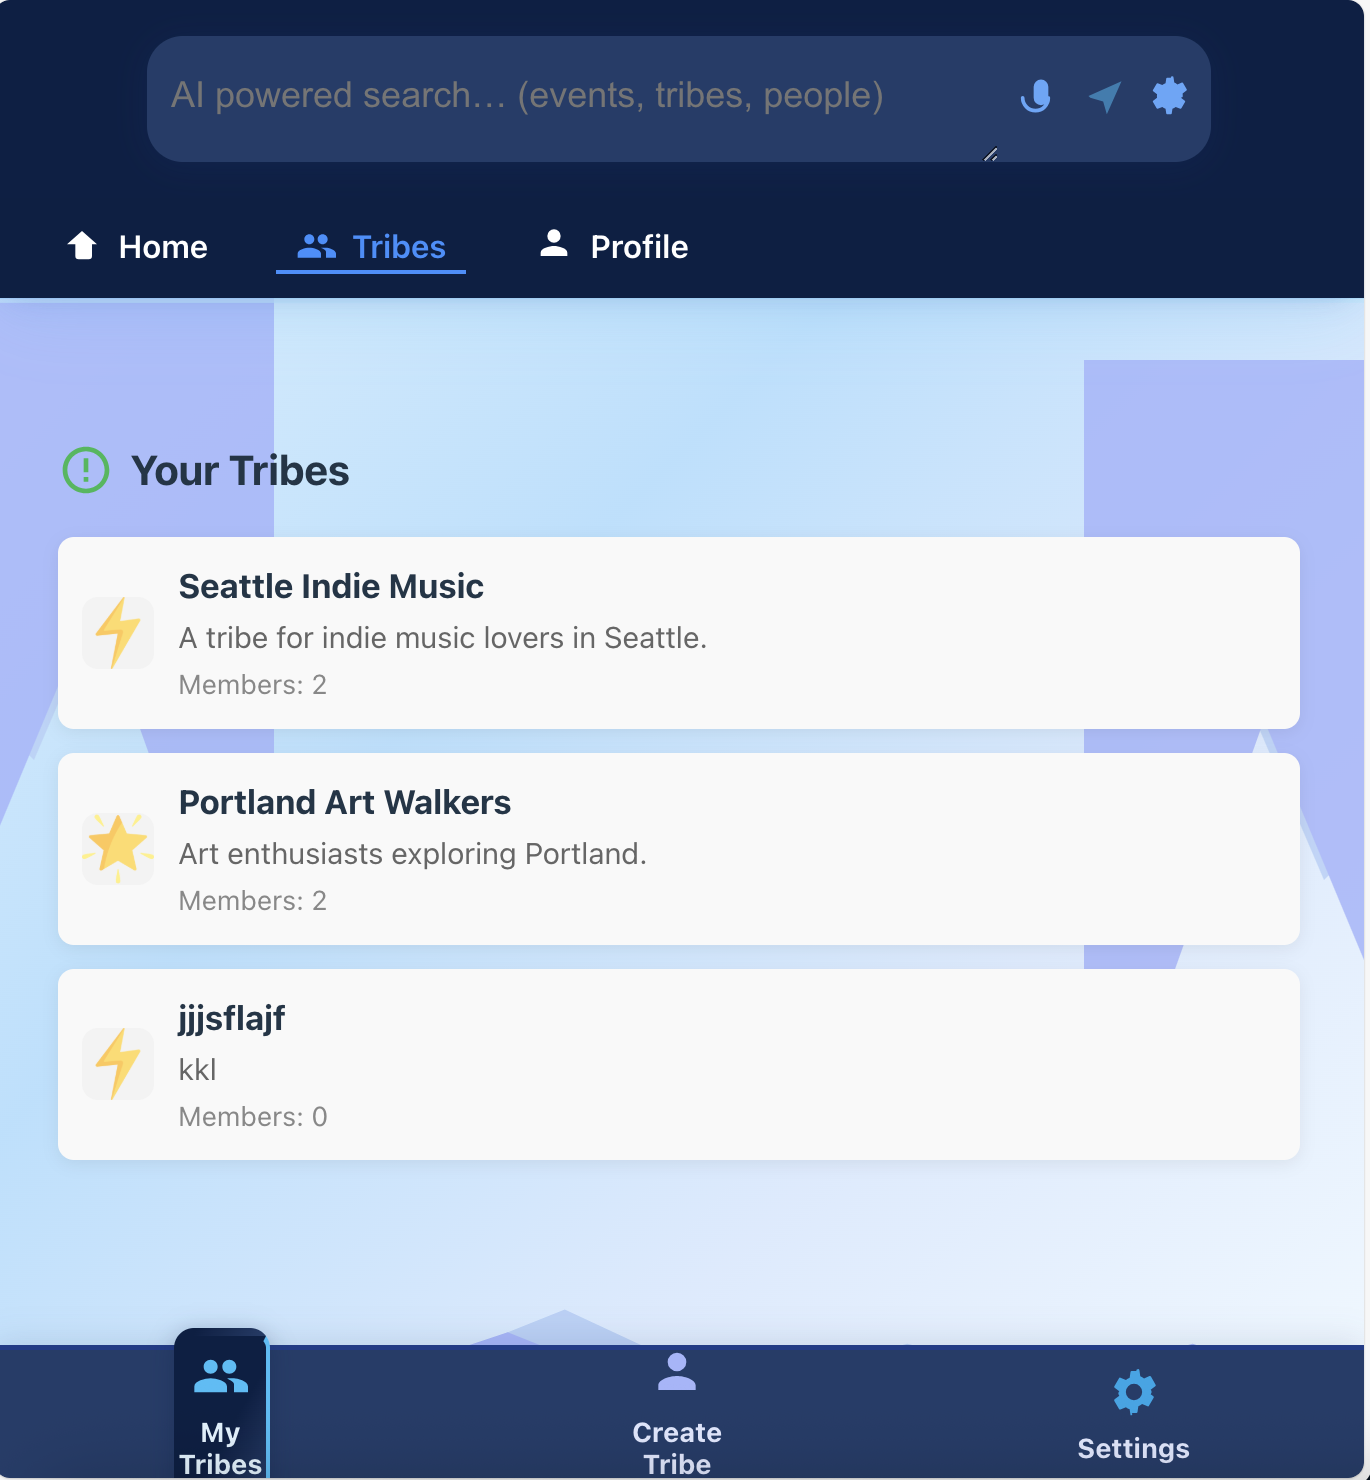 AI powered search... (events, tribes, people)
Home Tribes Profile
Your Tribes
Seattle Indie Music
A tribe for indie music lovers in Seattle.
Members: 2
Portland Art Walkers
Art enthusiasts exploring Portland.
Members: 2
jjjsflajf
kkl
Members: 0
My
Tribes
Create
Tribe
Settings